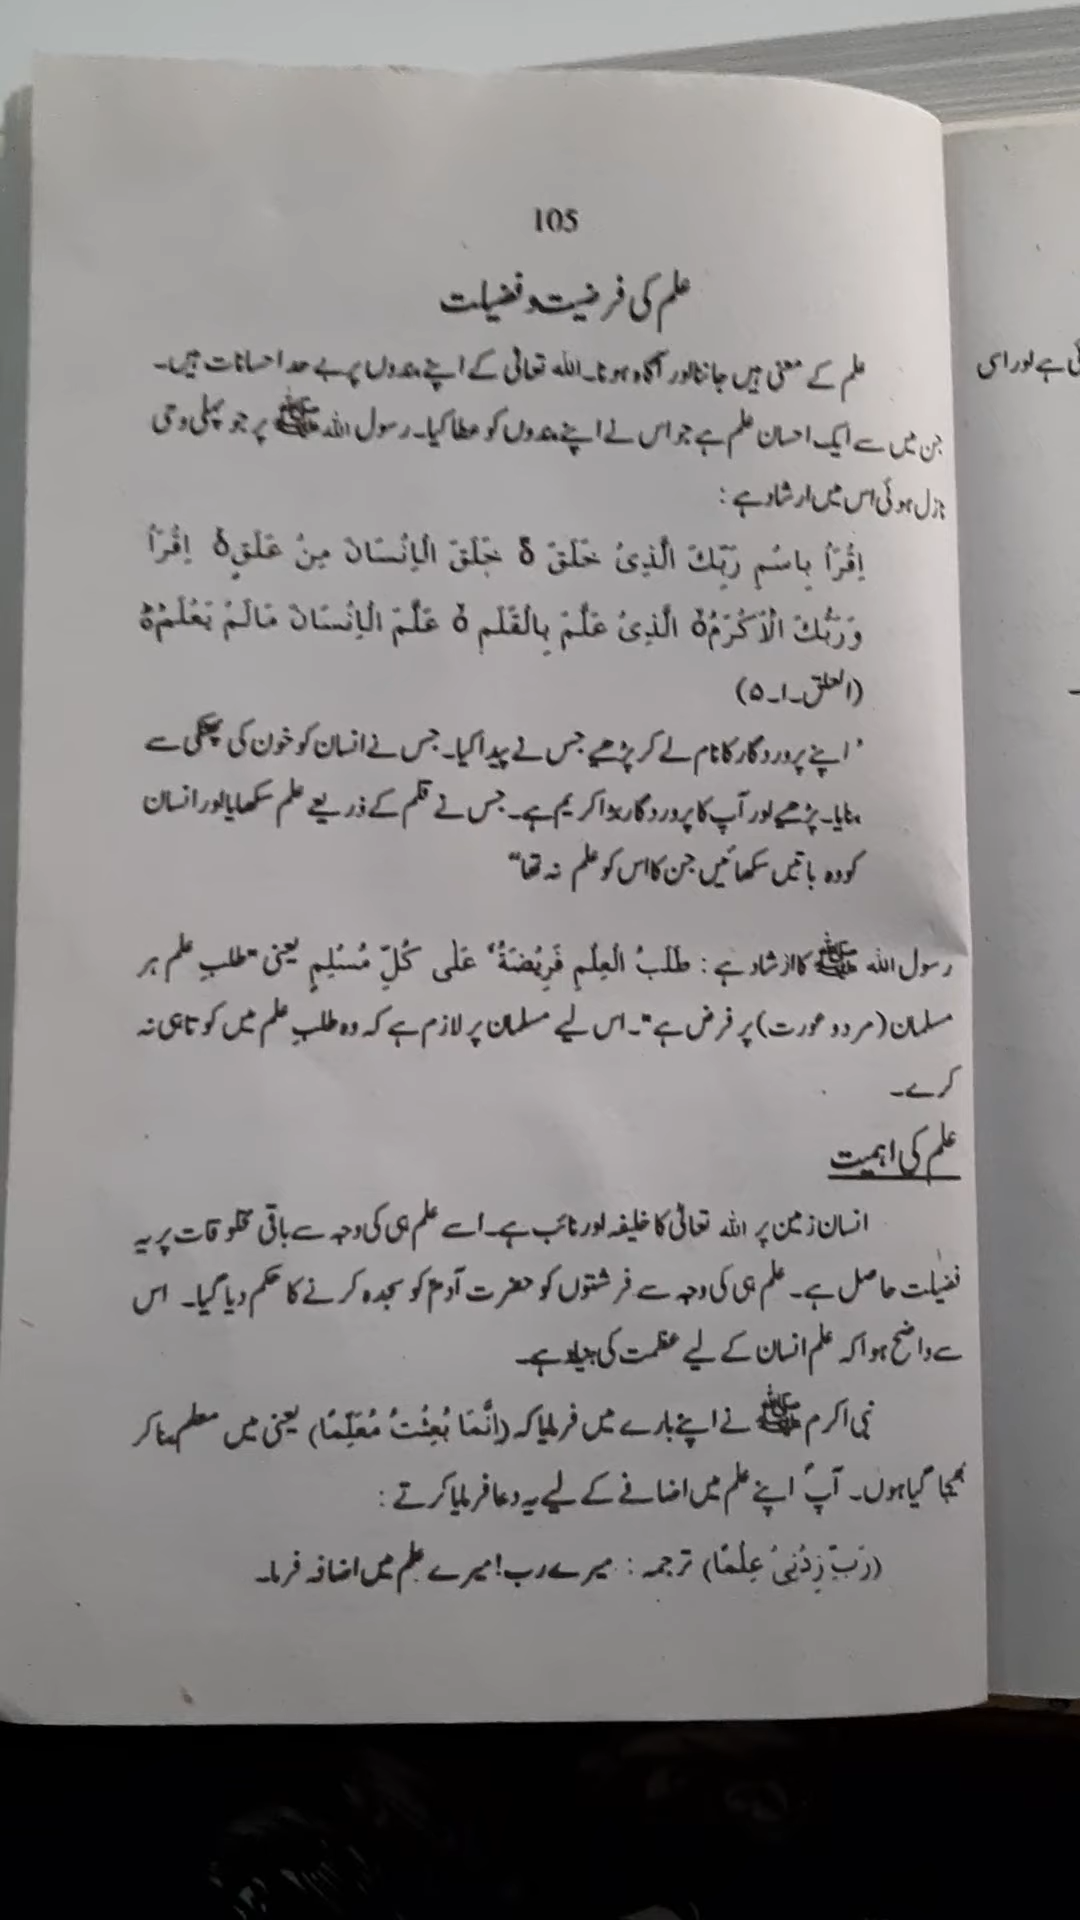 105
علم کی فرضیت و فضیلت
علم کے معنی ہیں جاننا اور آگاہ ہونا۔ اللہ تعالیٰ کے اپنے بندوں پر بے حد احسانات ہیں۔
جن میں سے ایک احسان علم ہے جو اس نے اپنے بندوں کو عطا کیا۔ رسول اللہ ﷺ پر جو پہلی وحی
نازل ہوئی اس میں ارشاد ہے :
اِقْرَاْ بِاسْمِ رَبِّكَ الَّذِیْ خَلَقَ ۚ خَلَقَ الْاِنْسَانَ مِنْ عَلَقٍ ۚ اِقْرَاْ
وَرَبُّكَ الْاَكْرَمُ ۙ الَّذِیْ عَلَّمَ بِالْقَلَمِ ۙ عَلَّمَ الْاِنْسَانَ مَالَمْ يَعْلَمْ ؕ
(العلق۔۱۔۵)
" اپنے پروردگار کا نام لے کر پڑھیے جس نے پیدا کیا۔ جس نے انسان کو خون کی پھٹکی سے
بنایا۔ پڑھیے اور آپ کا پروردگار بڑا کریم ہے۔ جس نے قلم کے ذریعے علم سکھایا اور انسان
کو وہ باتیں سکھائیں جن کا اس کو علم نہ تھا"
رسول اللہ ﷺ کا ارشاد ہے : طَلَبُ الْعِلْمِ فَرِیْضَةٌ عَلٰی كُلِّ مُسْلِمٍ یعنی "طلبِ علم ہر
مسلمان (مرد و عورت) پر فرض ہے"۔ اس لیے مسلمان پر لازم ہے کہ وہ طلبِ علم میں کوتاہی نہ
کرے۔
علم کی اہمیت
انسان زمین پر اللہ تعالیٰ کا خلیفہ اور نائب ہے۔ اسے علم ہی کی وجہ سے باقی مخلوقات پر یہ
فضیلت حاصل ہے۔ علم ہی کی وجہ سے فرشتوں کو حضرت آدمؑ کو سجدہ کرنے کا حکم دیا گیا۔ اس
سے واضح ہوا کہ علم انسان کے لیے عظمت کی بنیاد ہے۔
نبی اکرم ﷺ نے اپنے بارے میں فرمایا کہ (اِنَّمَا بُعِثْتُ مُعَلِّمًا) یعنی میں معلم بنا کر
بھیجا گیا ہوں۔ آپؐ اپنے علم میں اضافے کے لیے یہ دعا فرمایا کرتے :
(رَبِّ زِدْنِیْ عِلْمًا) ترجمہ : میرے رب! میرے علم میں اضافہ فرما۔
ہے اور اسی